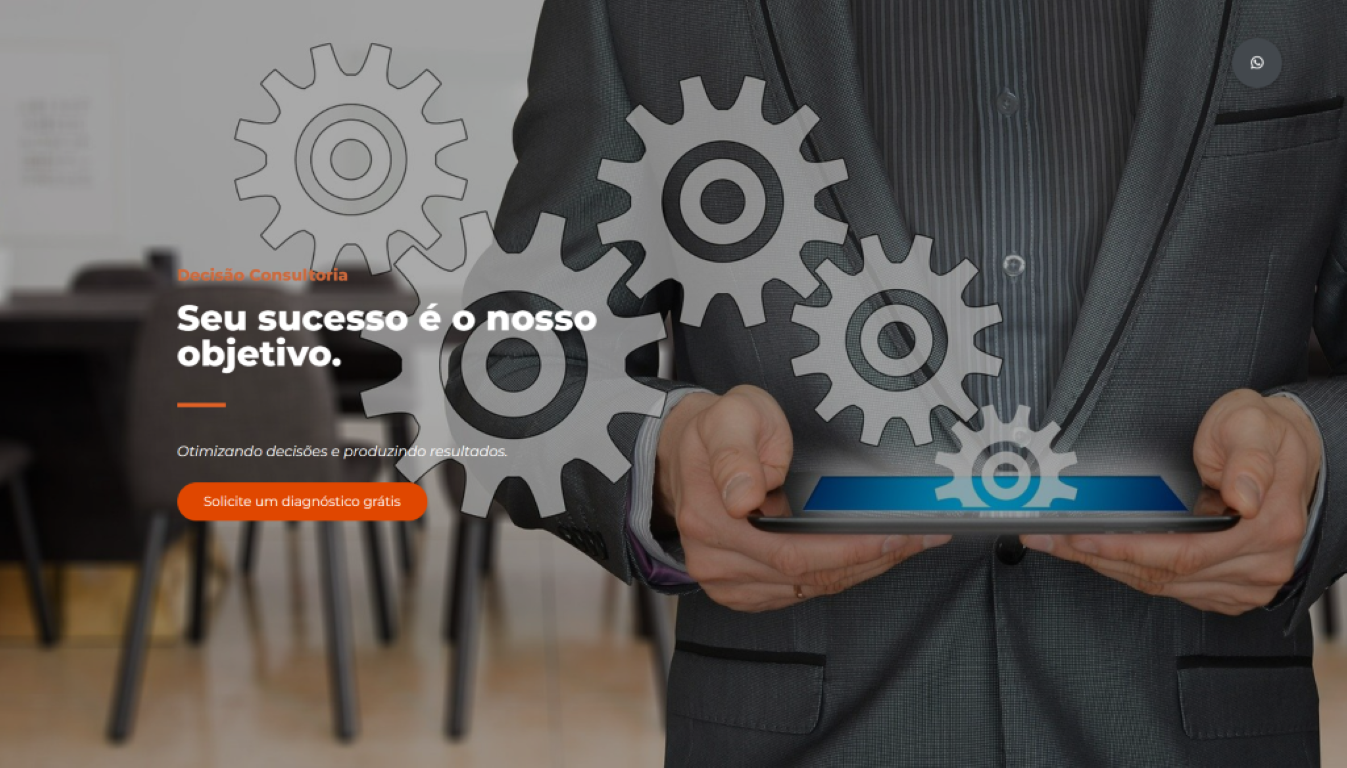 Decisão Consultoria
Seu sucesso é o nosso
objetivo.
Otimizando decisões e produzindo resultados.
Solicite um diagnóstico grátis